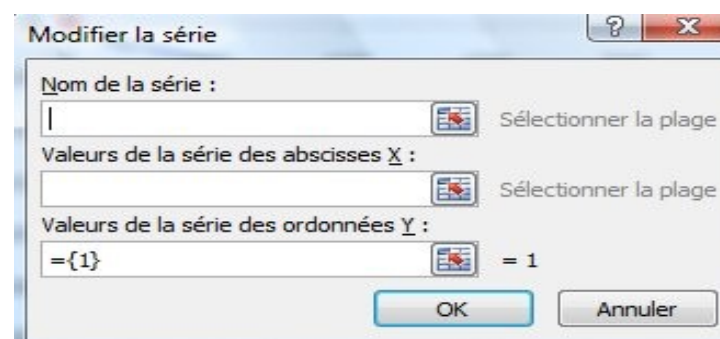 Modifier la série
Nom de la série :
Sélectionner la plage
Valeurs de la série des abscisses X :
Sélectionner la plage
Valeurs de la série des ordonnées Y :
={1} = 1
OK Annuler